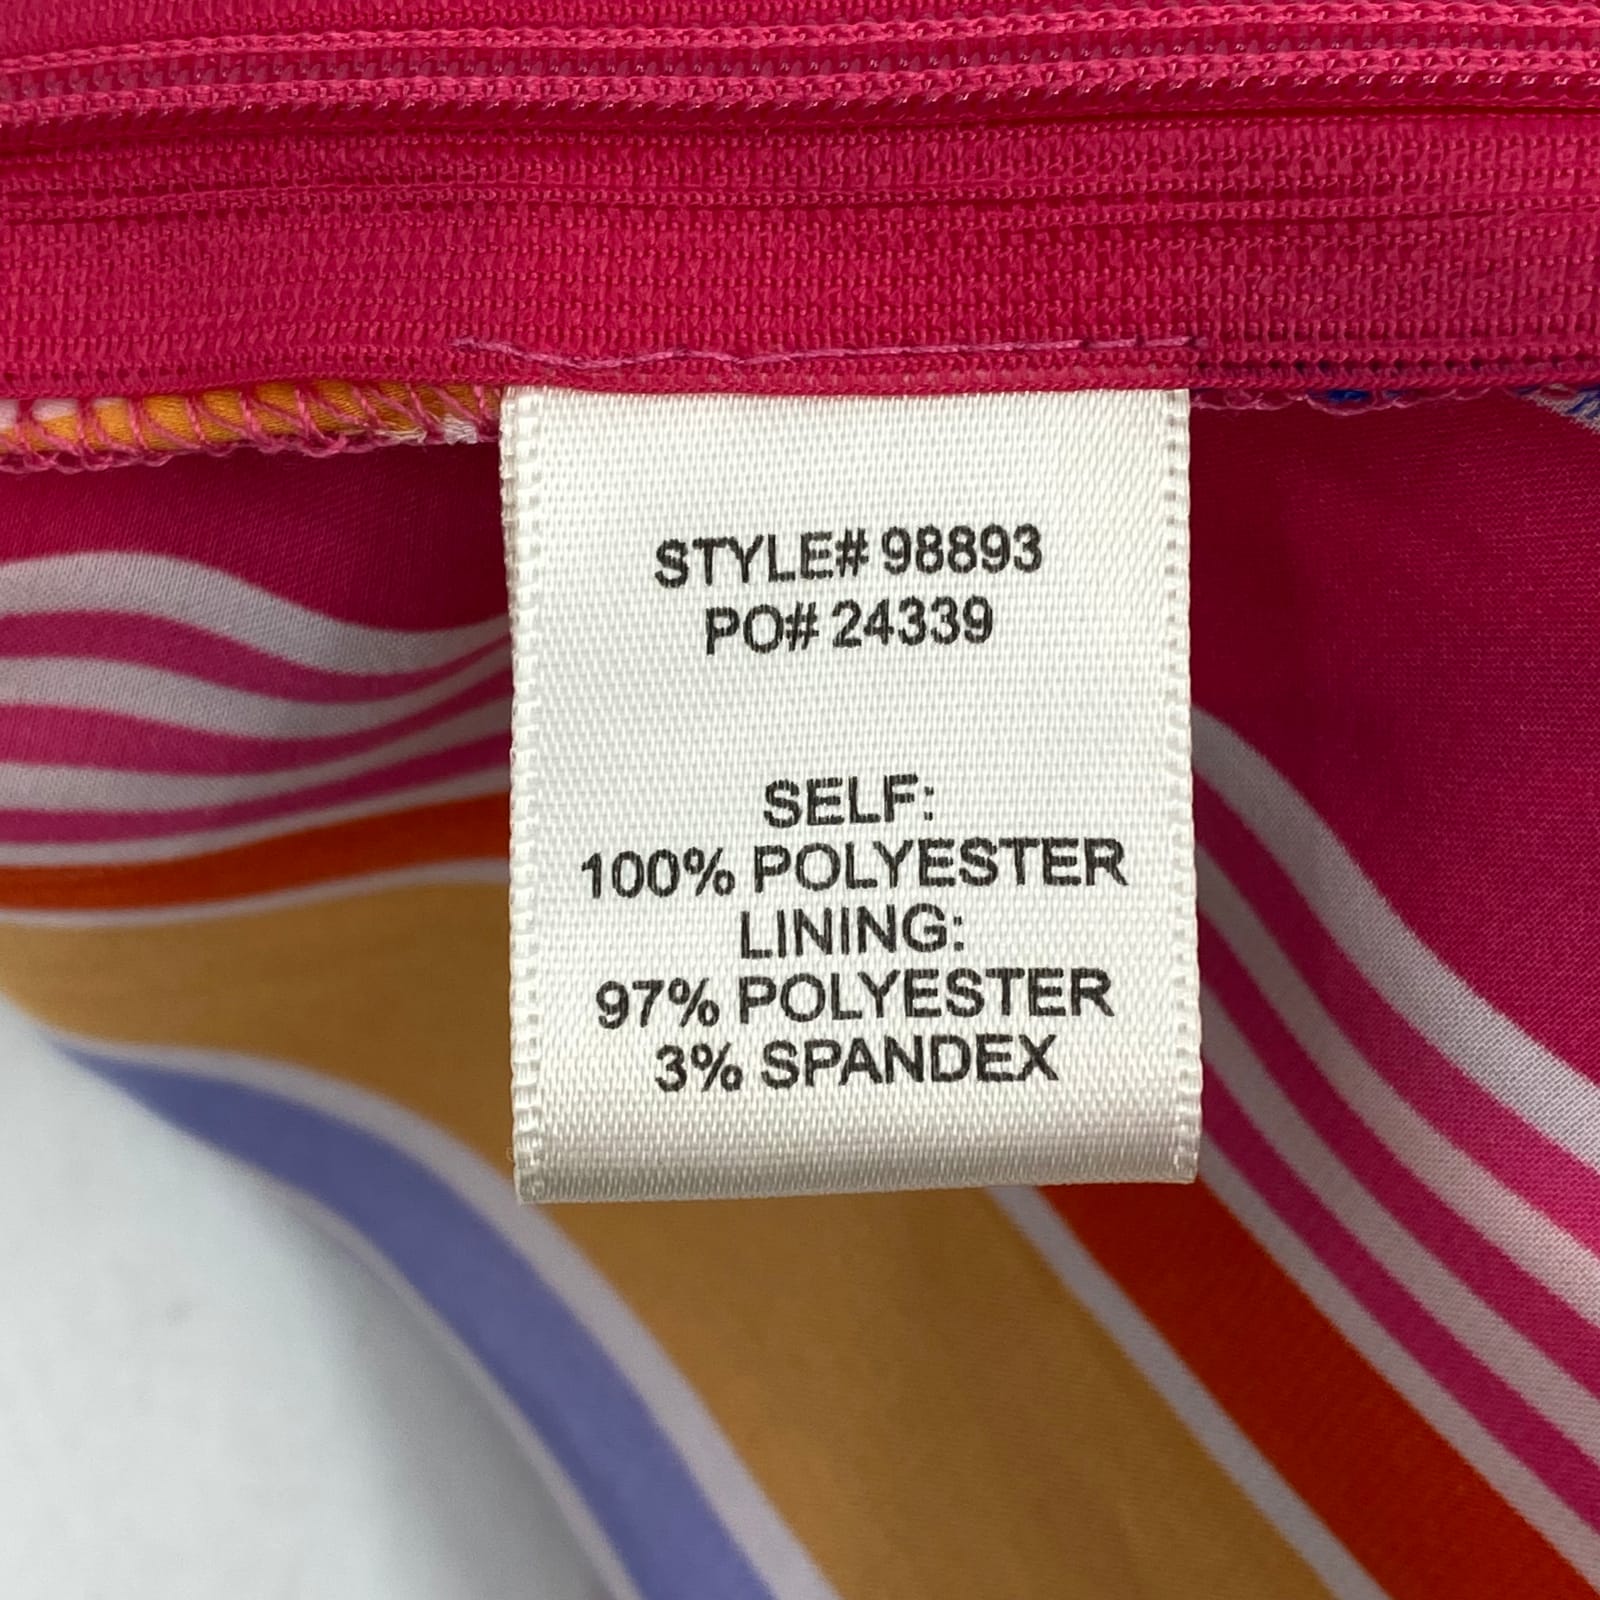 STYLE# 98893
PO# 24339
SELF:
100% POLYESTER
LINING:
97% POLYESTER
3% SPANDEX